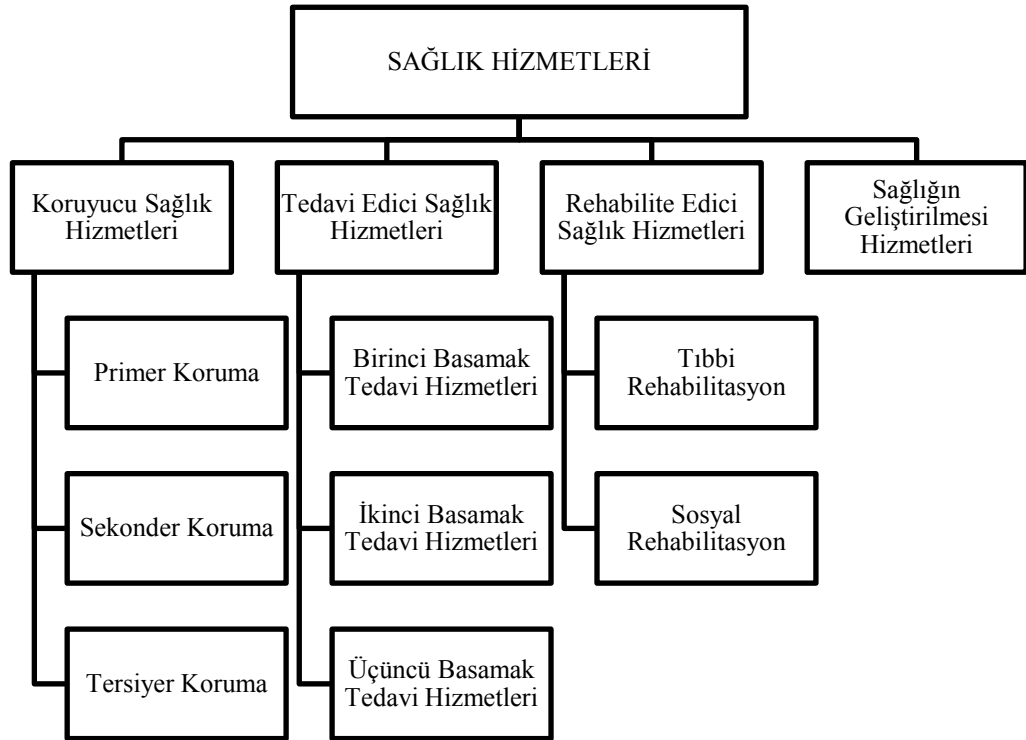 SAĞLIK HİZMETLERİ
Koruyucu Sağlık
Hizmetleri
Tedavi Edici Sağlık
Hizmetleri
Rehabilite Edici
Sağlık Hizmetleri
Sağlığın
Geliştirilmesi
Hizmetleri
Primer Koruma
Birinci Basamak
Tedavi Hizmetleri
Tıbbi
Rehabilitasyon
Sekonder Koruma
İkinci Basamak
Tedavi Hizmetleri
Sosyal
Rehabilitasyon
Tersiyer Koruma
Üçüncü Basamak
Tedavi Hizmetleri